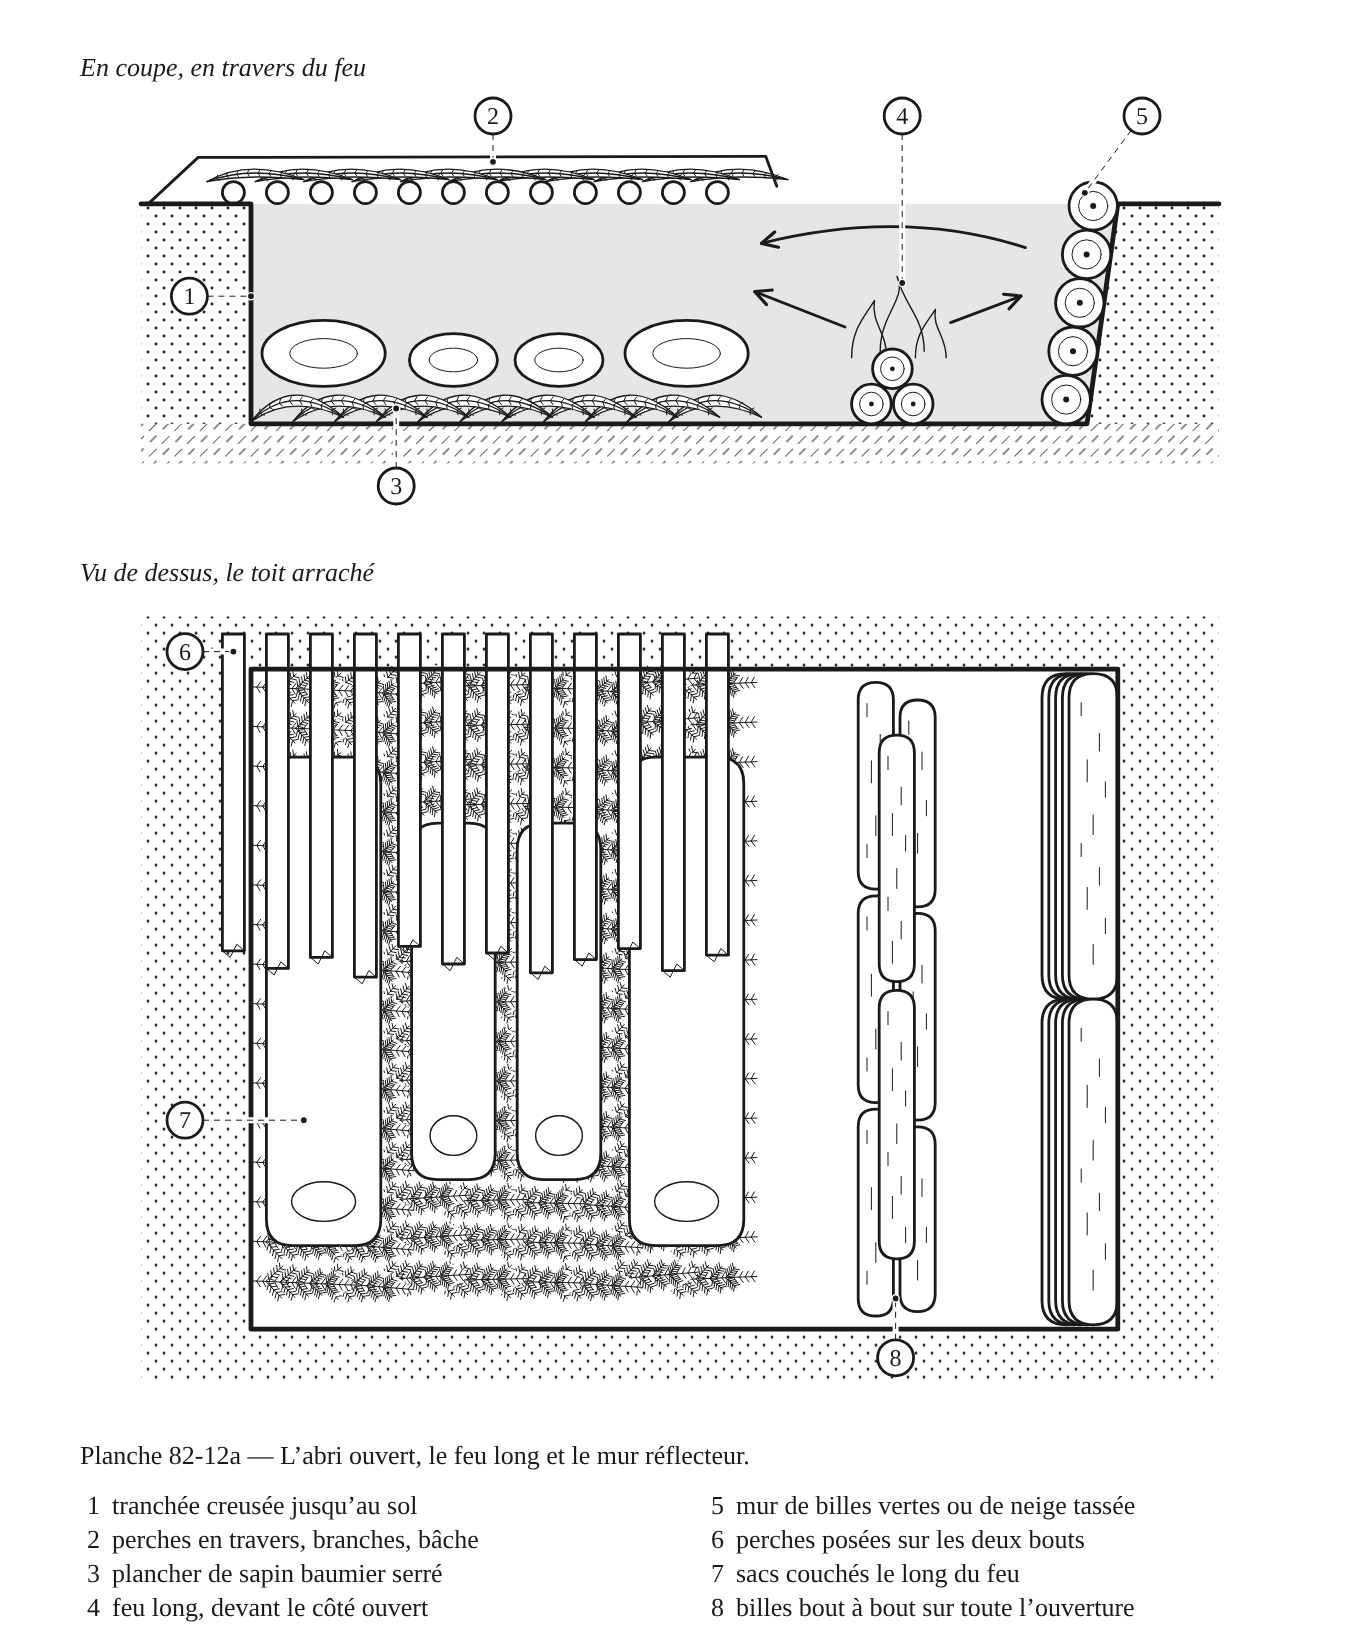 En coupe, en travers du feu
2
4
5
1
3
Vu de dessus, le toit arraché
6
7
8
Planche 82-12a — L’abri ouvert, le feu long et le mur réflecteur.
1 tranchée creusée jusqu’au sol
2 perches en travers, branches, bâche
3 plancher de sapin baumier serré
4 feu long, devant le côté ouvert
5 mur de billes vertes ou de neige tassée
6 perches posées sur les deux bouts
7 sacs couchés le long du feu
8 billes bout à bout sur toute l’ouverture